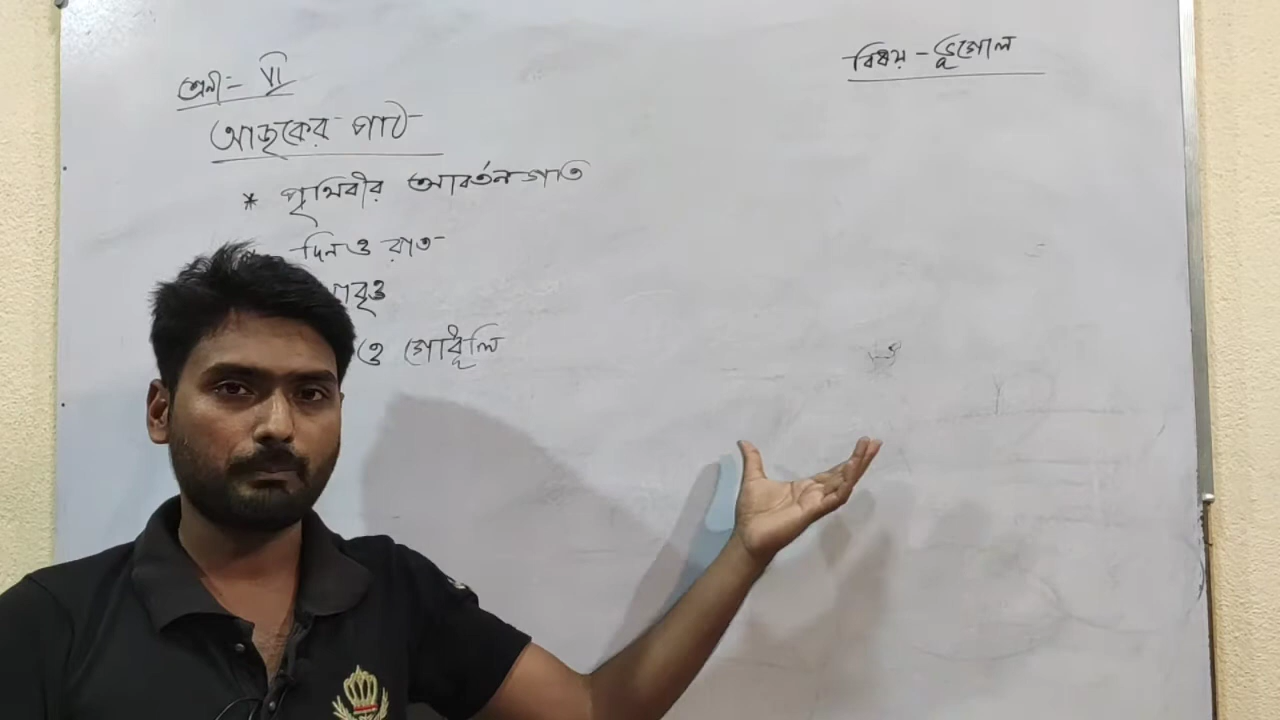 শ্রেনী - VI
বিষয় - ভূগোল
আজকের পাঠ
* পৃথিবীর আবর্তন গতি
দিন ও রাত
ও গোধূলি